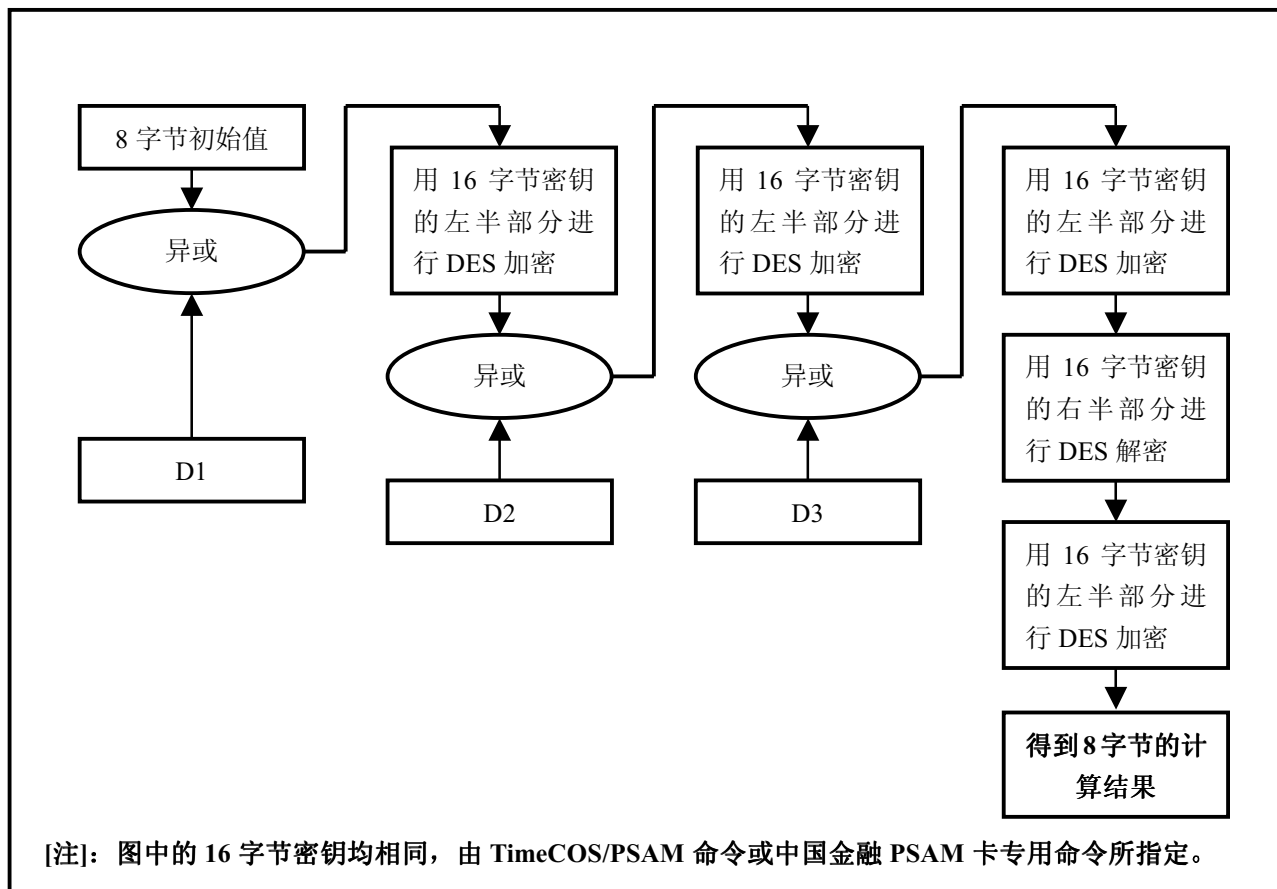 8 字节初始值
异或
D1
用 16 字节密钥
的左半部分进
行 DES 加密
异或
D2
用 16 字节密钥
的左半部分进
行 DES 加密
异或
D3
用 16 字节密钥
的左半部分进
行 DES 加密
用 16 字节密钥
的右半部分进
行 DES 解密
用 16 字节密钥
的左半部分进
行 DES 加密
得到 8 字节的计
算结果
[注]：图中的 16 字节密钥均相同，由 TimeCOS/PSAM 命令或中国金融 PSAM 卡专用命令所指定。